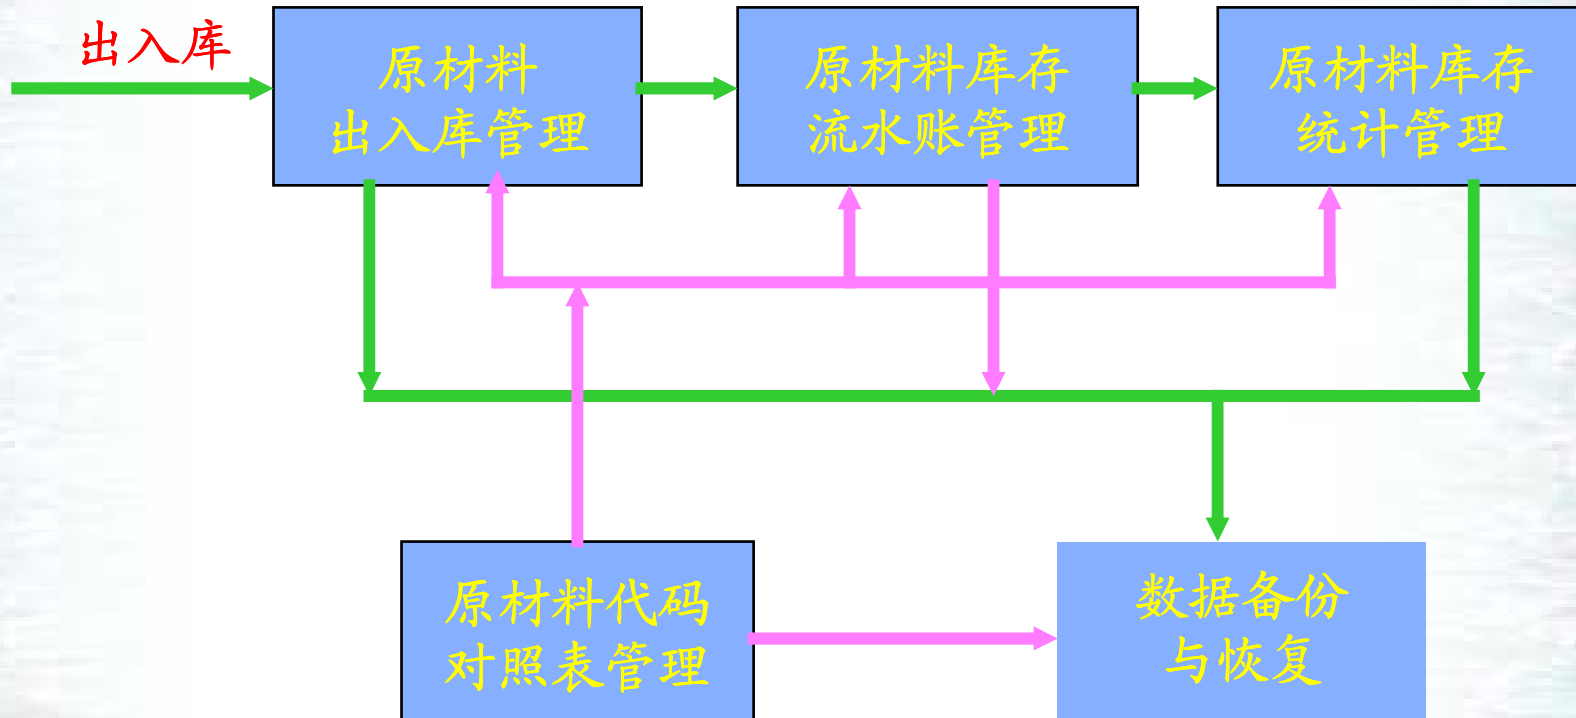 出入库
原材料
出入库管理
原材料库存
流水账管理
原材料库存
统计管理
原材料代码
对照表管理
数据备份
与恢复